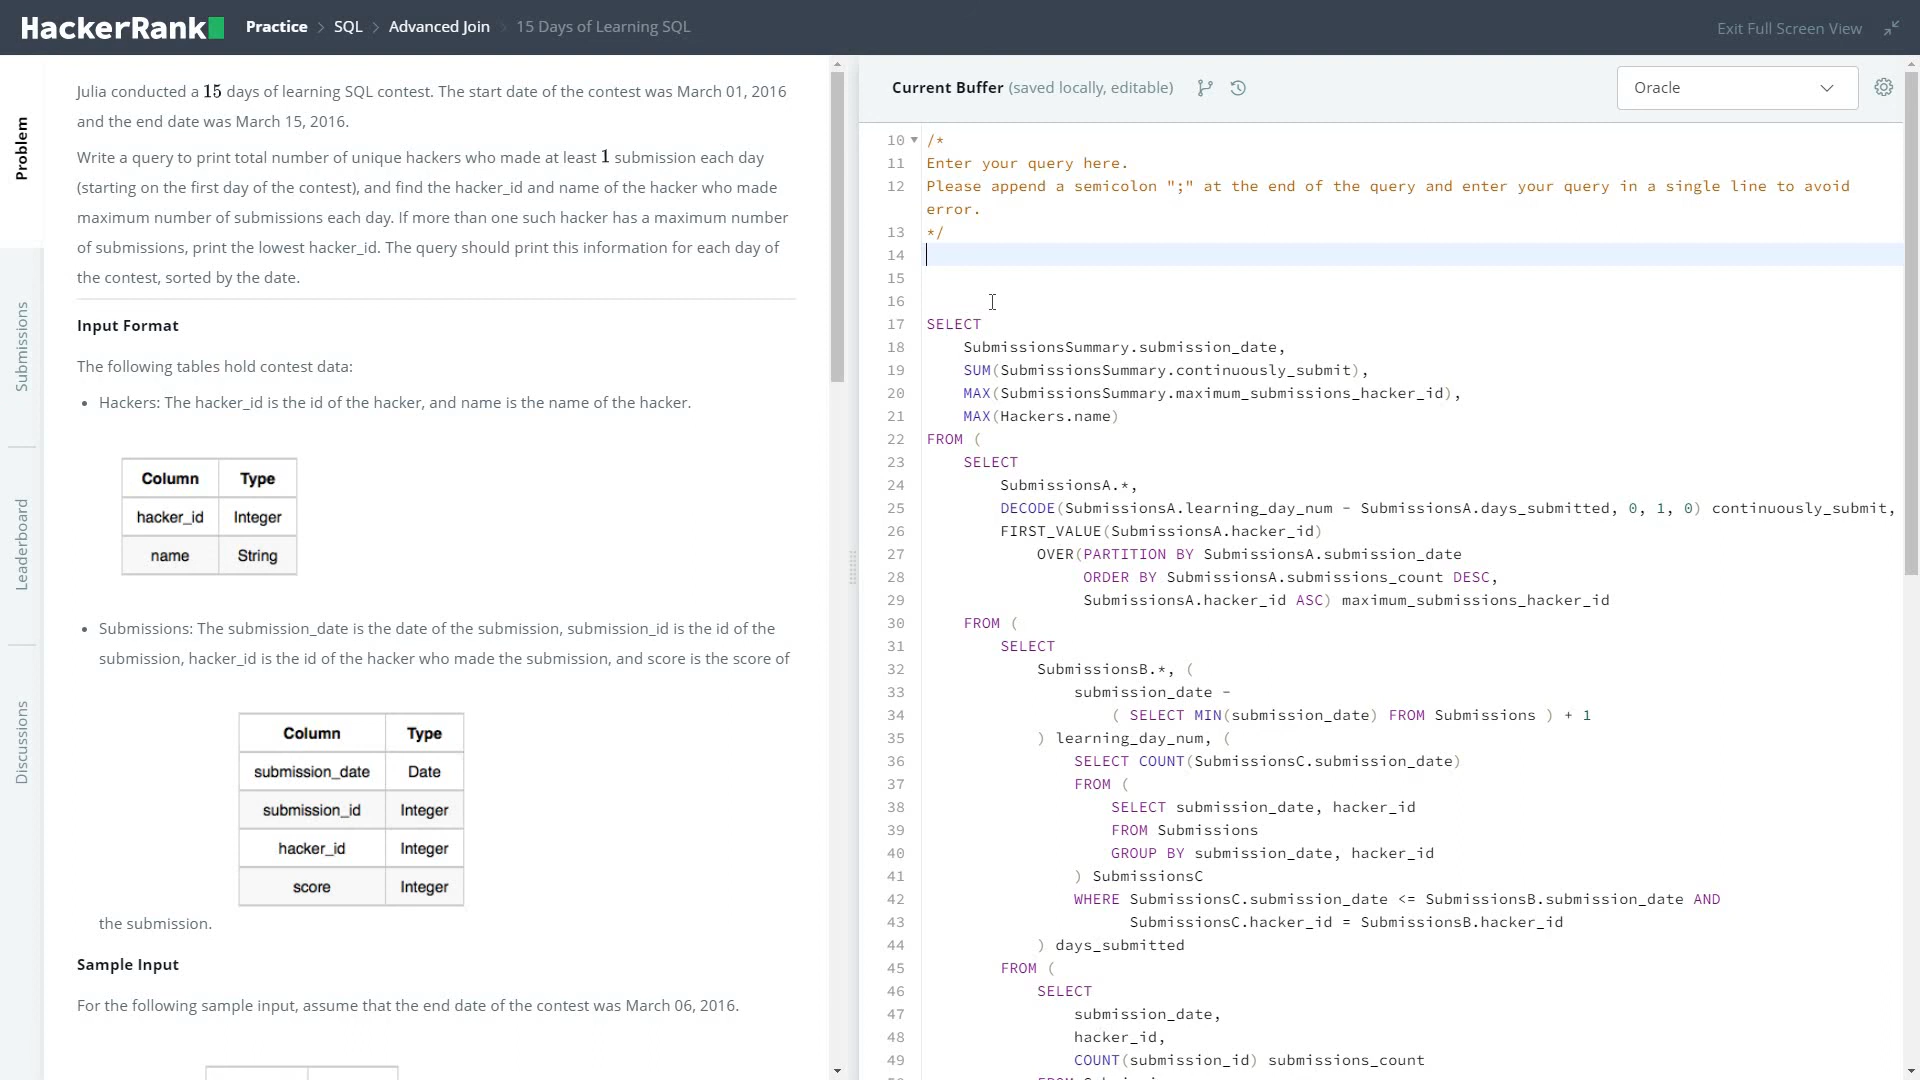 HackerRank Practice > SQL > Advanced Join > 15 Days of Learning SQL
Exit Full Screen View
Problem
Submissions
Leaderboard
Discussions
Julia conducted a 15 days of learning SQL contest. The start date of the contest was March 01, 2016
and the end date was March 15, 2016.
Write a query to print total number of unique hackers who made at least 1 submission each day
(starting on the first day of the contest), and find the hacker_id and name of the hacker who made
maximum number of submissions each day. If more than one such hacker has a maximum number
of submissions, print the lowest hacker_id. The query should print this information for each day of
the contest, sorted by the date.
Input Format
The following tables hold contest data:
• Hackers: The hacker_id is the id of the hacker, and name is the name of the hacker.
Column Type
hacker_id Integer
name String
• Submissions: The submission_date is the date of the submission, submission_id is the id of the
submission, hacker_id is the id of the hacker who made the submission, and score is the score of
Column Type
submission_date Date
submission_id Integer
hacker_id Integer
score Integer
the submission.
Sample Input
For the following sample input, assume that the end date of the contest was March 06, 2016.
Current Buffer (saved locally, editable)
Oracle
10 /*
11 Enter your query here.
12 Please append a semicolon ";" at the end of the query and enter your query in a single line to avoid
error.
13 */
14
15
16
17 SELECT
18 SubmissionsSummary.submission_date,
19 SUM(SubmissionsSummary.continuously_submit),
20 MAX(SubmissionsSummary.maximum_submissions_hacker_id),
21 MAX(Hackers.name)
22 FROM (
23 SELECT
24 SubmissionsA.*,
25 DECODE(SubmissionsA.learning_day_num - SubmissionsA.days_submitted, 0, 1, 0) continuously_submit,
26 FIRST_VALUE(SubmissionsA.hacker_id)
27 OVER(PARTITION BY SubmissionsA.submission_date
28 ORDER BY SubmissionsA.submissions_count DESC,
29 SubmissionsA.hacker_id ASC) maximum_submissions_hacker_id
30 FROM (
31 SELECT
32 SubmissionsB.*, (
33 submission_date -
34 ( SELECT MIN(submission_date) FROM Submissions ) + 1
35 ) learning_day_num, (
36 SELECT COUNT(SubmissionsC.submission_date)
37 FROM (
38 SELECT submission_date, hacker_id
39 FROM Submissions
40 GROUP BY submission_date, hacker_id
41 ) SubmissionsC
42 WHERE SubmissionsC.submission_date <= SubmissionsB.submission_date AND
43 SubmissionsC.hacker_id = SubmissionsB.hacker_id
44 ) days_submitted
45 FROM (
46 SELECT
47 submission_date,
48 hacker_id,
49 COUNT(submission_id) submissions_count